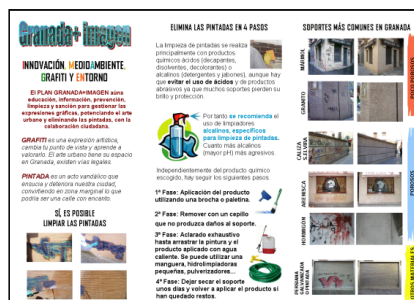 Granada+ imagen
INNOVACIÓN, MEDIOAMBIENTE,
GRAFITI Y ENTORNO
El PLAN GRANADA+IMAGEN aúna
educación, información, prevención,
limpieza y sanción para gestionar las
expresiones gráficas, potenciando el arte
urbano y eliminando las pintadas, con la
colaboración ciudadana.
GRAFITI es una expresión artística,
cambia tu punto de vista y aprende a
valorarlo. El arte urbano tiene su espacio
en Granada, existen vías legales.
PINTADA es un acto vandálico que
ensucia y deteriora nuestra ciudad,
convirtiendo en zona marginal lo que
podría ser una calle con encanto.
SÍ, ES POSIBLE
LIMPIAR LAS PINTADAS
ELIMINA LAS PINTADAS EN 4 PASOS
La limpieza de pintadas se realiza
principalmente con productos
químicos ácidos (decapantes,
disolventes, decolorantes) o
alcalinos (detergentes y jabones), aunque hay
que evitar el uso de ácidos y de productos
abrasivos ya que muchos soportes pierden su
brillo y protección.
Por tanto se recomienda el
uso de limpiadores
alcalinos, específicos
para limpieza de pintadas.
Cuanto más alcalinos
(mayor pH) más agresivos
Independientemente del producto químico
escogido, hay que seguir los siguientes pasos.
1ª Fase: Aplicación del producto
utilizando una brocha o paletina.
2ª Fase: Remover con un cepillo
que no produzca daños al soporte.
3ª Fase: Aclarado exhaustivo
hasta arrastrar la pintura y el
producto aplicado con agua
caliente. Se puede utilizar una
manguera, hidrolimpiadoras
pequeñas, pulverizadores...
4ª Fase: Dejar secar el soporte
unos días y volver a aplicar el producto si
han quedado restos.
SOPORTES MÁS COMUNES EN GRANADA
MÁRMOL
GRANITO
CALIZA
S. ELVIRA
ARENISCA
HORMIGÓN
PERSIANA
GALVANIZADA
POCO POROSOS
POROSOS
OTROS MATERIALES